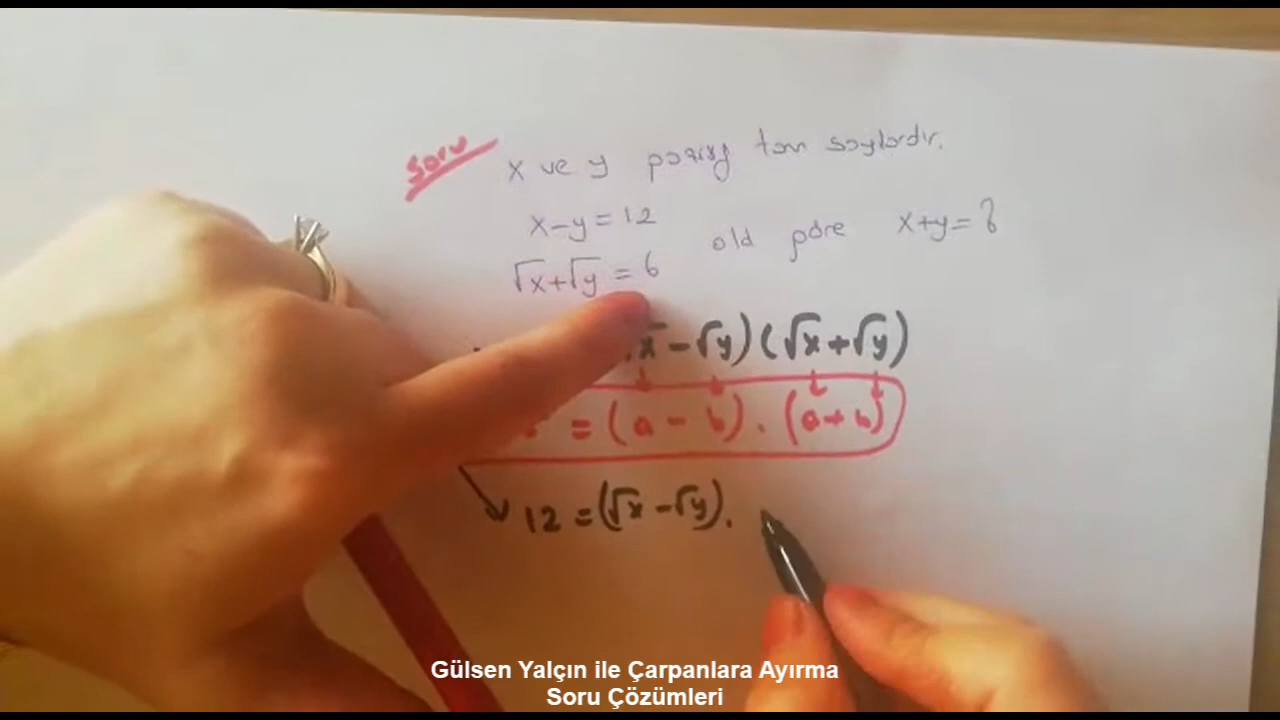 Soru
x ve y pozitif tam sayılardır.
x-y=12
√x+√y=6 old göre x+y=?
√x-√y)(√x+√y)
=(a-b).(a+b)
12=(√x-√y).
Gülsen Yalçın ile Çarpanlara Ayırma
Soru Çözümleri